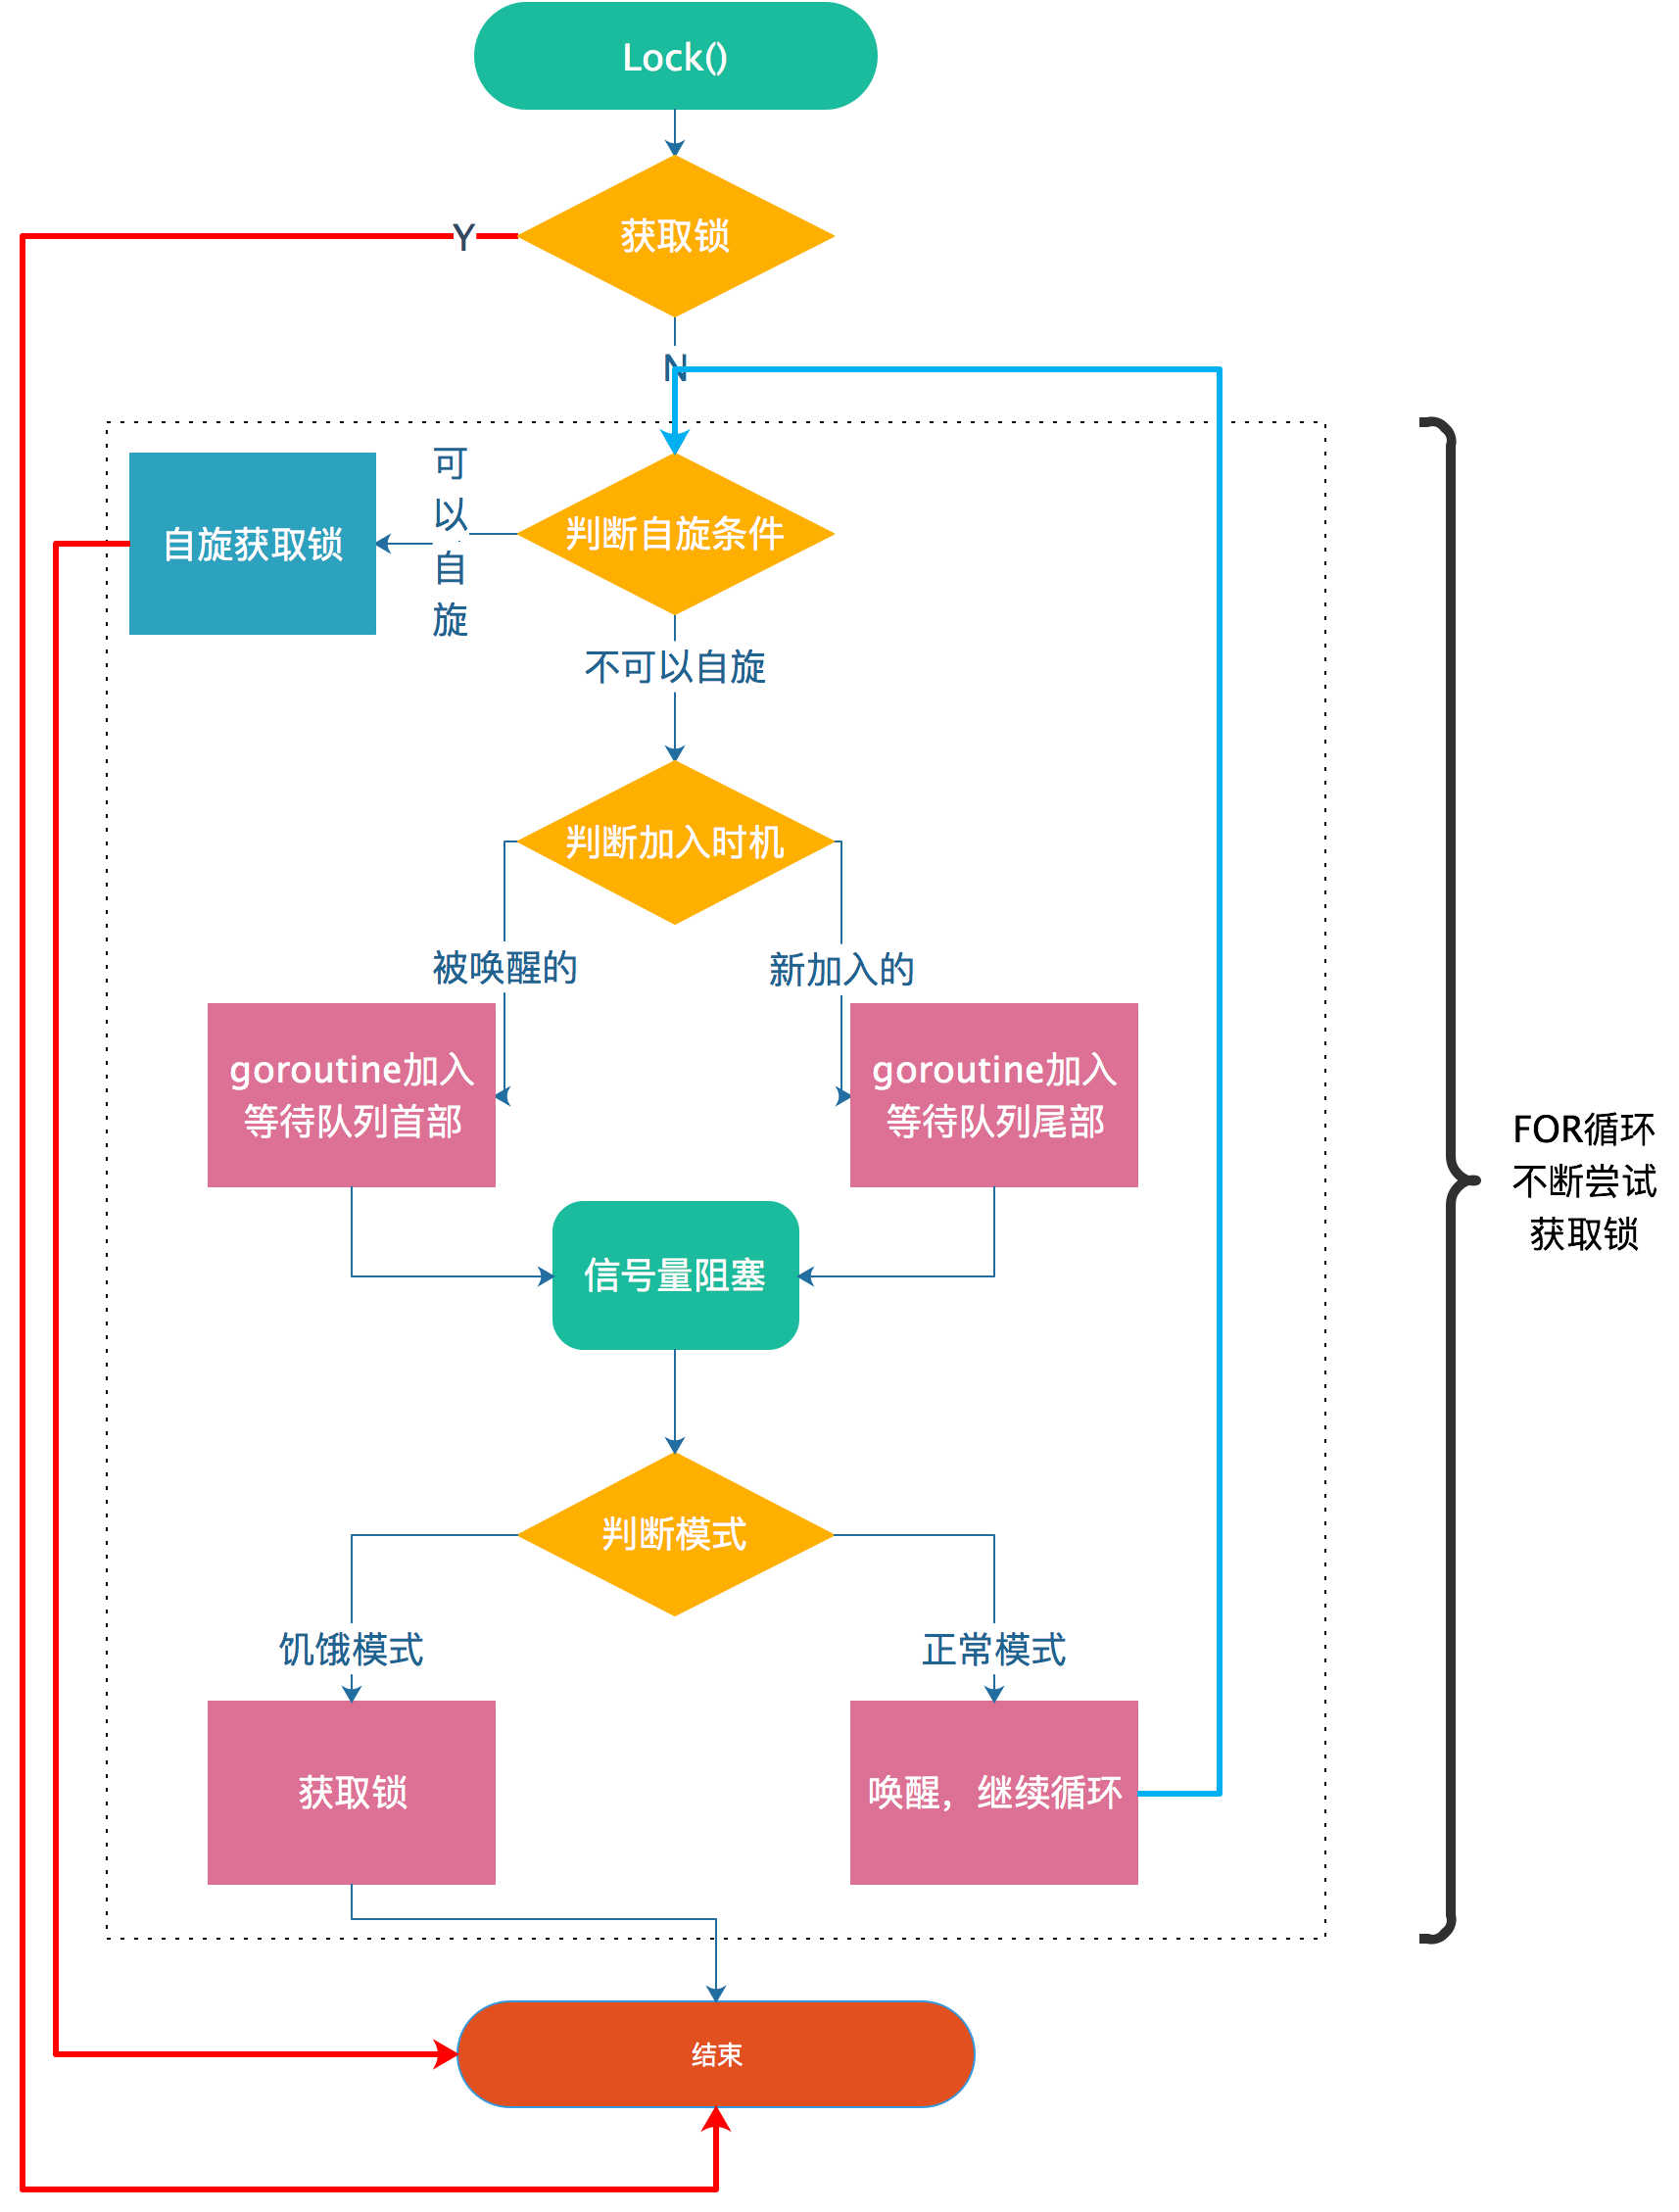 Lock()
获取锁
Y
N
可
以
自
旋
自旋获取锁
判断自旋条件
不可以自旋
判断加入时机
被唤醒的
新加入的
goroutine加入
等待队列首部
goroutine加入
等待队列尾部
FOR循环
不断尝试
获取锁
信号量阻塞
判断模式
饥饿模式
正常模式
获取锁
唤醒，继续循环
结束